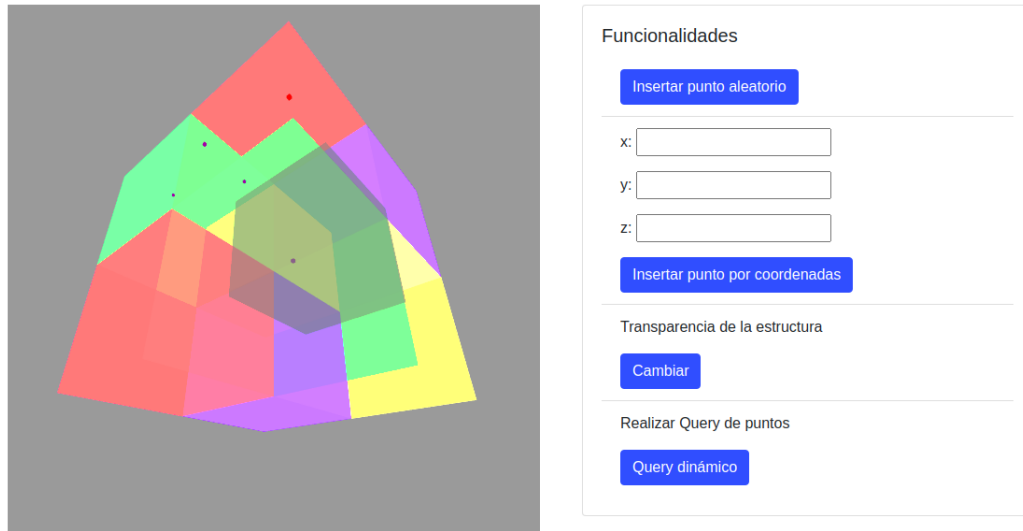 Funcionalidades
Insertar punto aleatorio
x:
y:
z:
Insertar punto por coordenadas
Transparencia de la estructura
Cambiar
Realizar Query de puntos
Query dinámico